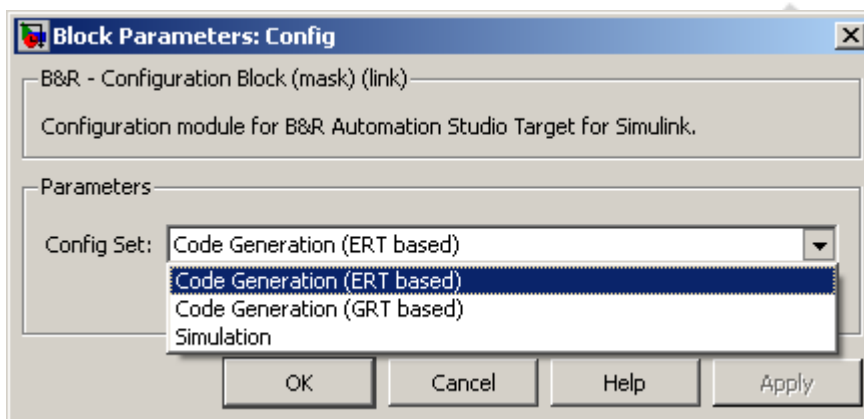 Block Parameters: Config
B&R - Configuration Block (mask) (link)
Configuration module for B&R Automation Studio Target for Simulink.
Parameters
Config Set: Code Generation (ERT based)
Code Generation (ERT based)
Code Generation (GRT based)
Simulation
OK Cancel Help Apply